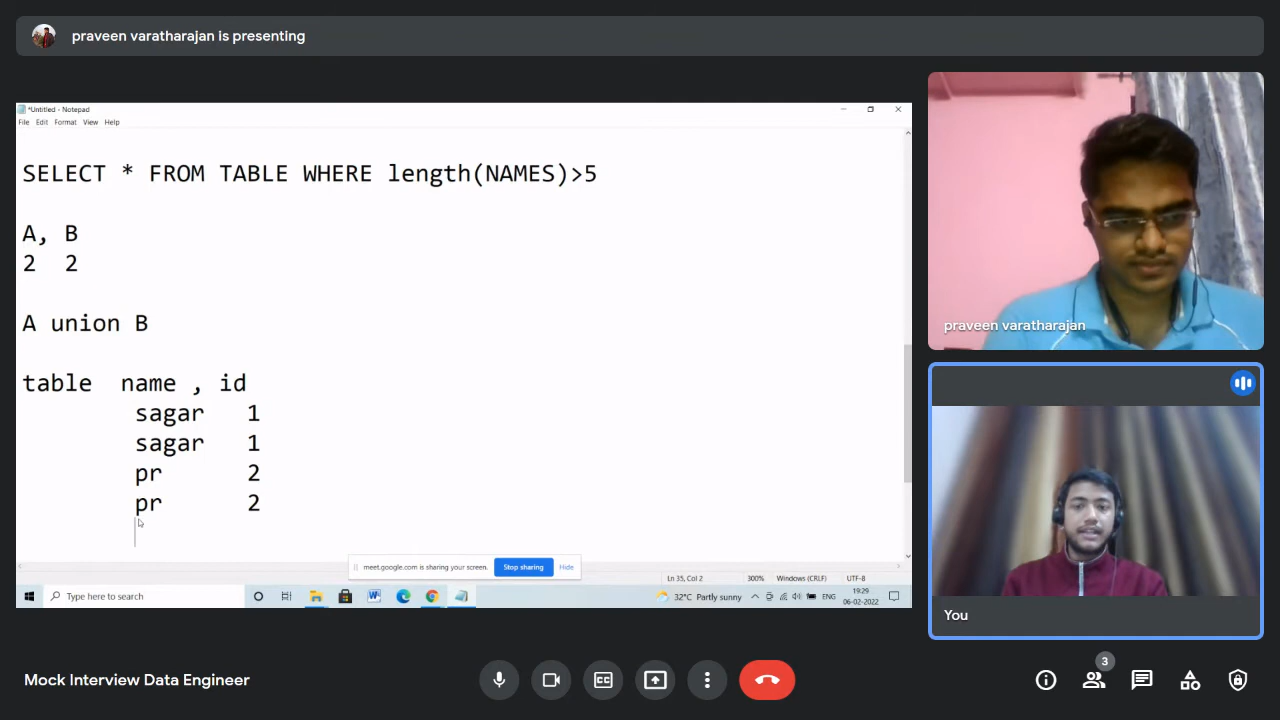 praveen varatharajan is presenting
*Untitled - Notepad
File Edit Format View Help
SELECT * FROM TABLE WHERE length(NAMES)>5
A, B
2 2
A union B
table name , id
sagar 1
sagar 1
pr 2
pr 2
meet.google.com is sharing your screen. Stop sharing Hide
Ln 35, Col 2 300% Windows (CRLF) UTF-8
Type here to search
32°C Partly sunny ENG
19:29
06-02-2022
praveen varatharajan
You
Mock Interview Data Engineer
3